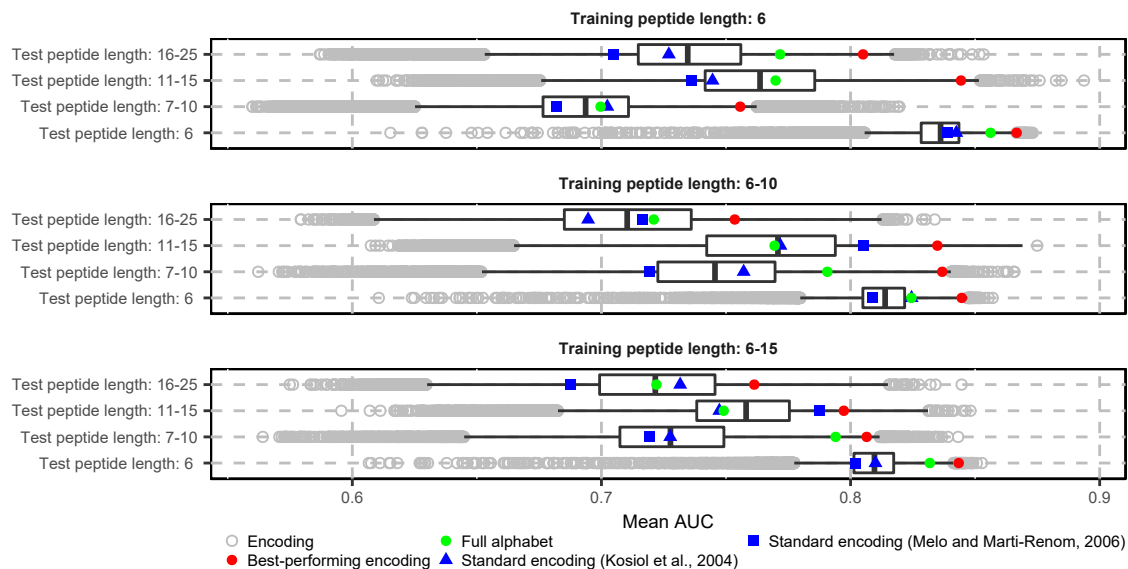 Training peptide length: 6
Test peptide length: 16-25
Test peptide length: 11-15
Test peptide length: 7-10
Test peptide length: 6
Training peptide length: 6-10
Test peptide length: 16-25
Test peptide length: 11-15
Test peptide length: 7-10
Test peptide length: 6
Training peptide length: 6-15
Test peptide length: 16-25
Test peptide length: 11-15
Test peptide length: 7-10
Test peptide length: 6
0.6 0.7 0.8 0.9
Mean AUC
Encoding Full alphabet Standard encoding (Melo and Marti-Renom, 2006)
Best-performing encoding Standard encoding (Kosiol et al., 2004)